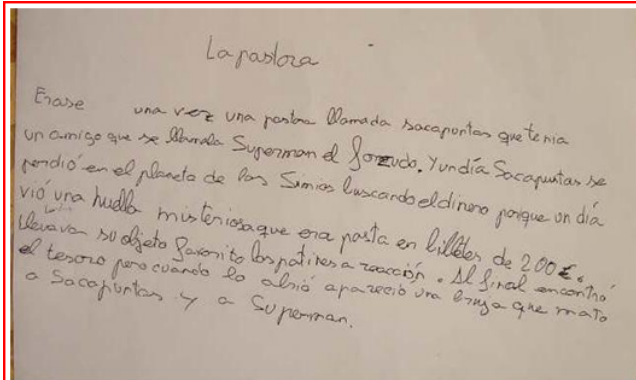 La pastora
Erase una vez una pastora llamada sacapuntas que tenia
un amigo que se llamaba Superman el forzudo. Y un día Sacapuntas se
perdió en el planeta de los Simios buscando el dinero porque un día
vió una huella misteriosa que era pasta en billetes de 200 €.
llevava su objeto favorito los patines a reacción. Al final encontró
el tesoro pero cuando lo abrió apareció una bruja que mato
a Sacapuntas y a Superman.